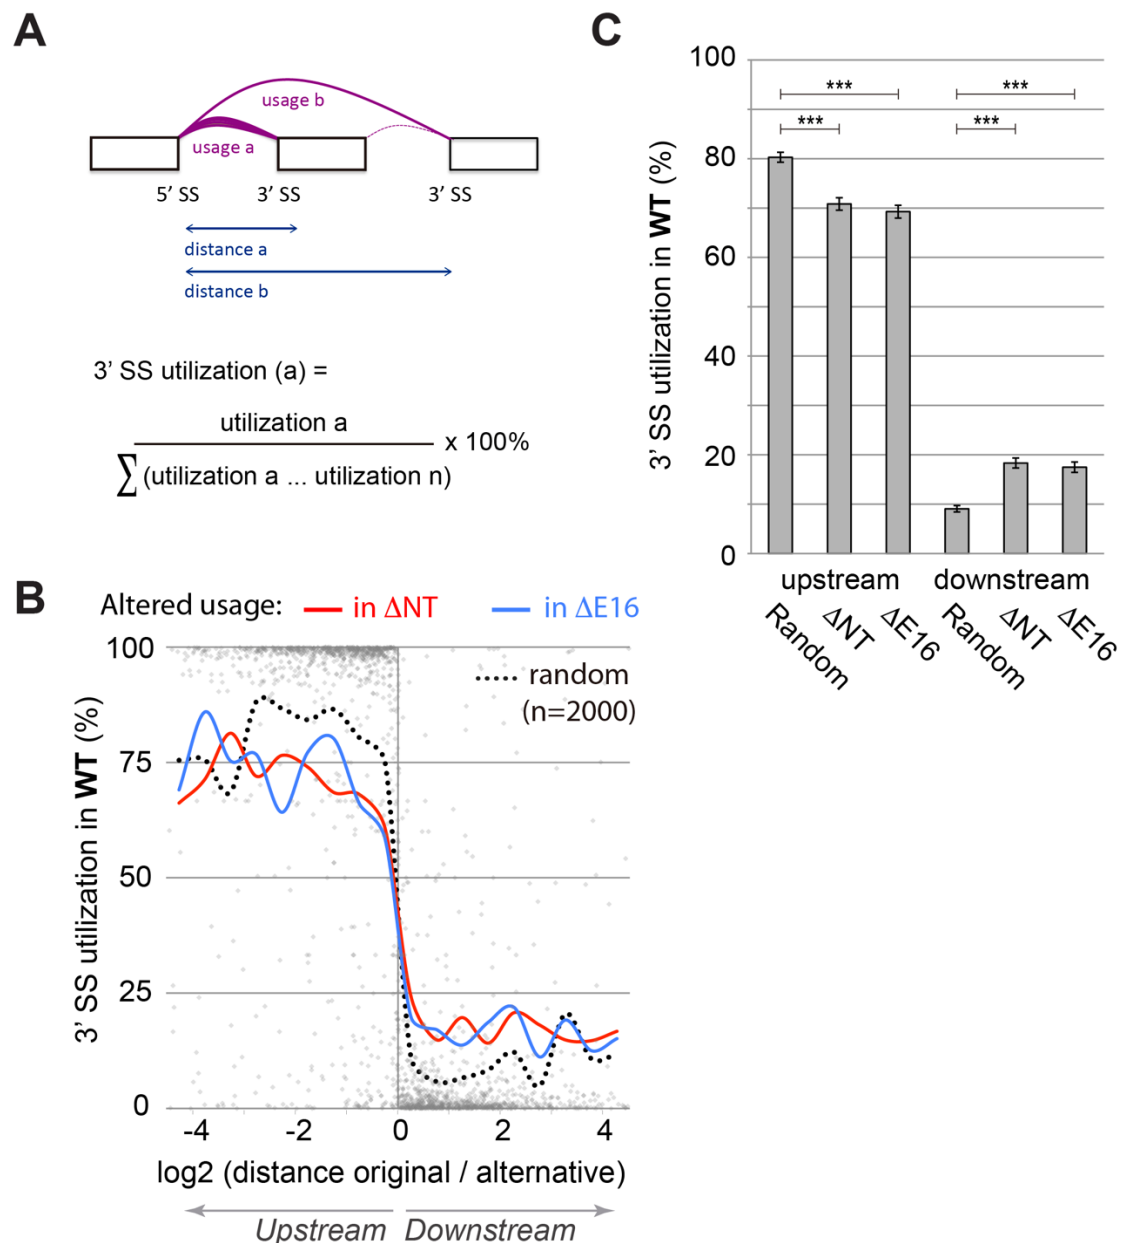 A
usage b
usage a
5’ SS
3’ SS
3’ SS
distance a
distance b
3’ SS utilization (a) =
utilization a
∑ (utilization a ... utilization n)
x 100%
B
Altered usage:
in ΔNT
in ΔE16
random
(n=2000)
3’ SS utilization in WT (%)
100
75
50
25
0
-4
-2
0
2
4
log2 (distance original / alternative)
Upstream
Downstream
C
3’ SS utilization in WT (%)
100
80
60
40
20
0
***
***
***
***
upstream
downstream
Random
ΔNT
ΔE16
Random
ΔNT
ΔE16